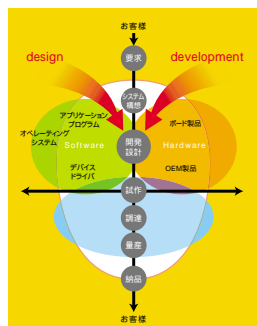 お客様
要求
design
development
システム
構想
アプリケーション
プログラム
オペレーティング
システム
Software
開発
設計
ボード製品
Hardware
デバイス
ドライバ
OEM製品
試作
調達
量産
納品
お客様